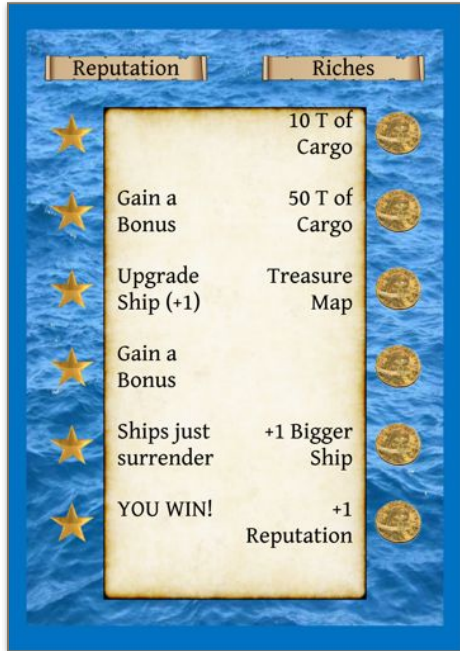 Reputation
Riches
10 T of
Cargo
Gain a
Bonus
50 T of
Cargo
Upgrade
Ship (+1)
Treasure
Map
Gain a
Bonus
Ships just
surrender
+1 Bigger
Ship
YOU WIN!
+1
Reputation